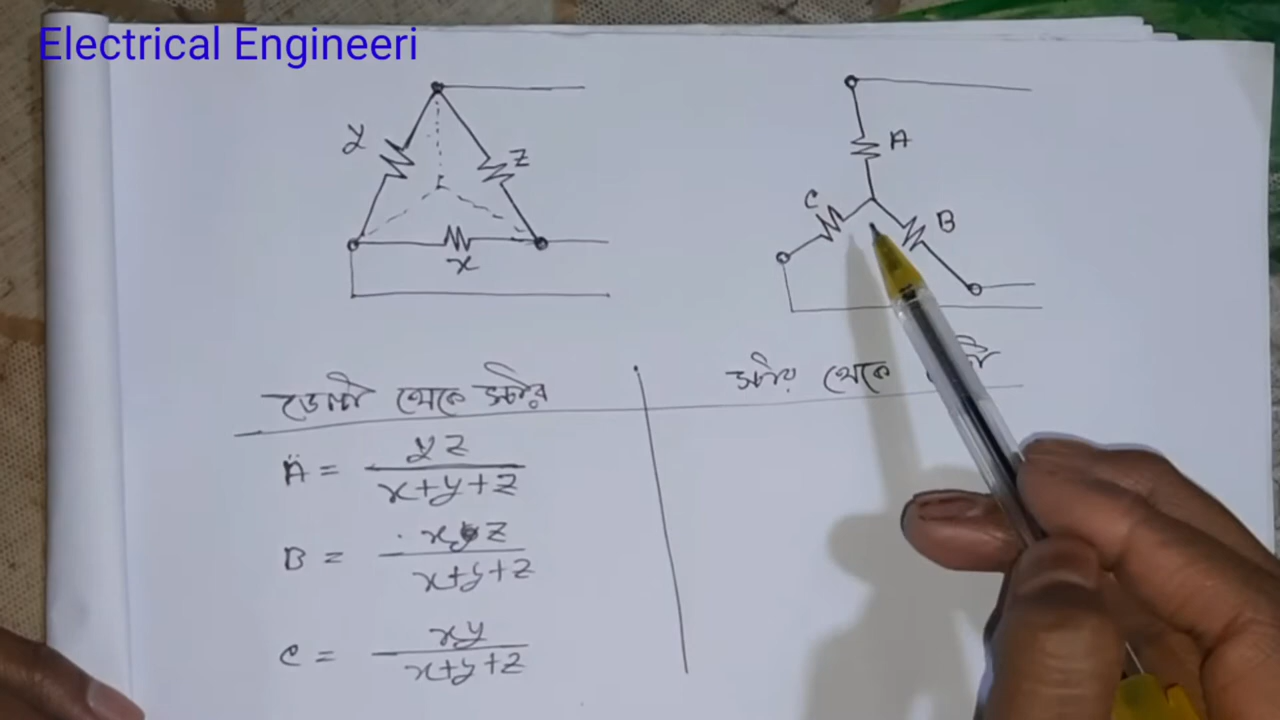 Electrical Engineeri
y
z
x
A
C
B
ডেল্টা থেকে স্টার
A = yz / x+y+z
B = xz / x+y+z
C = xy / x+y+z
স্টার থেকে